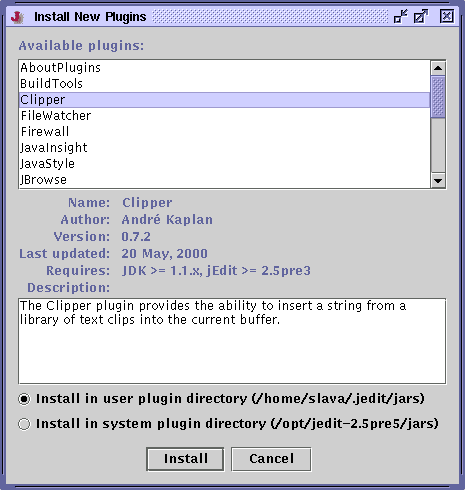 Install New Plugins
Available plugins:
AboutPlugins
BuildTools
Clipper
FileWatcher
Firewall
JavaInsight
JavaStyle
JBrowse
Name: Clipper
Author: André Kaplan
Version: 0.7.2
Last updated: 20 May, 2000
Requires: JDK >= 1.1.x, jEdit >= 2.5pre3
Description:
The Clipper plugin provides the ability to insert a string from a
library of text clips into the current buffer.
Install in user plugin directory (/home/slava/.jedit/jars)
Install in system plugin directory (/opt/jedit-2.5pre5/jars)
Install Cancel